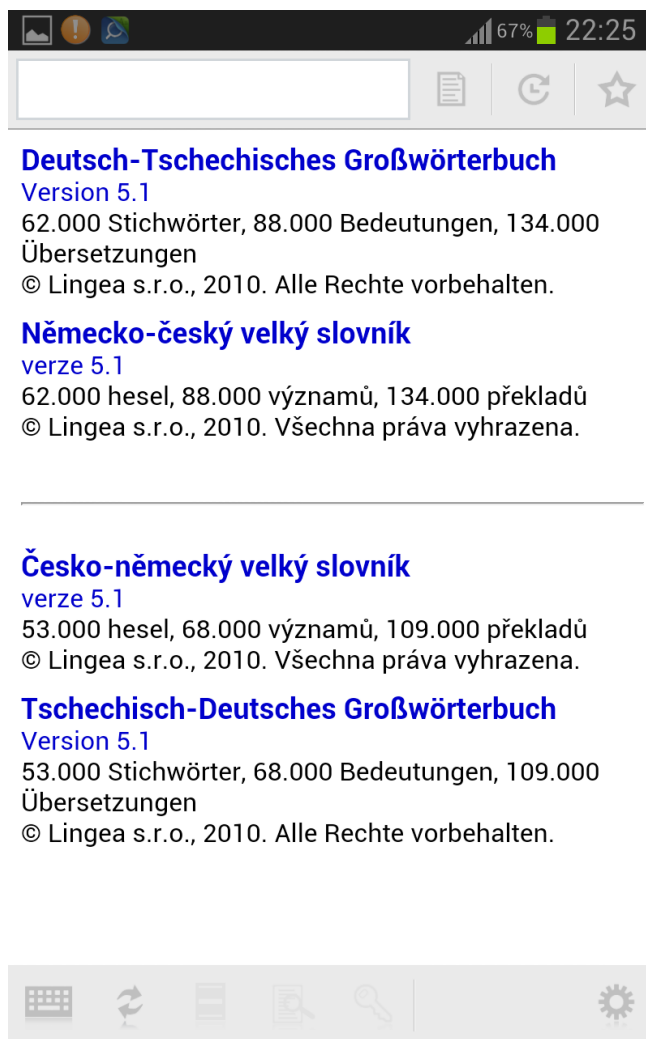 67% 22:25
Deutsch-Tschechisches Großwörterbuch
Version 5.1
62.000 Stichwörter, 88.000 Bedeutungen, 134.000
Übersetzungen
© Lingea s.r.o., 2010. Alle Rechte vorbehalten.
Německo-český velký slovník
verze 5.1
62.000 hesel, 88.000 významů, 134.000 překladů
© Lingea s.r.o., 2010. Všechna práva vyhrazena.
Česko-německý velký slovník
verze 5.1
53.000 hesel, 68.000 významů, 109.000 překladů
© Lingea s.r.o., 2010. Všechna práva vyhrazena.
Tschechisch-Deutsches Großwörterbuch
Version 5.1
53.000 Stichwörter, 68.000 Bedeutungen, 109.000
Übersetzungen
© Lingea s.r.o., 2010. Alle Rechte vorbehalten.